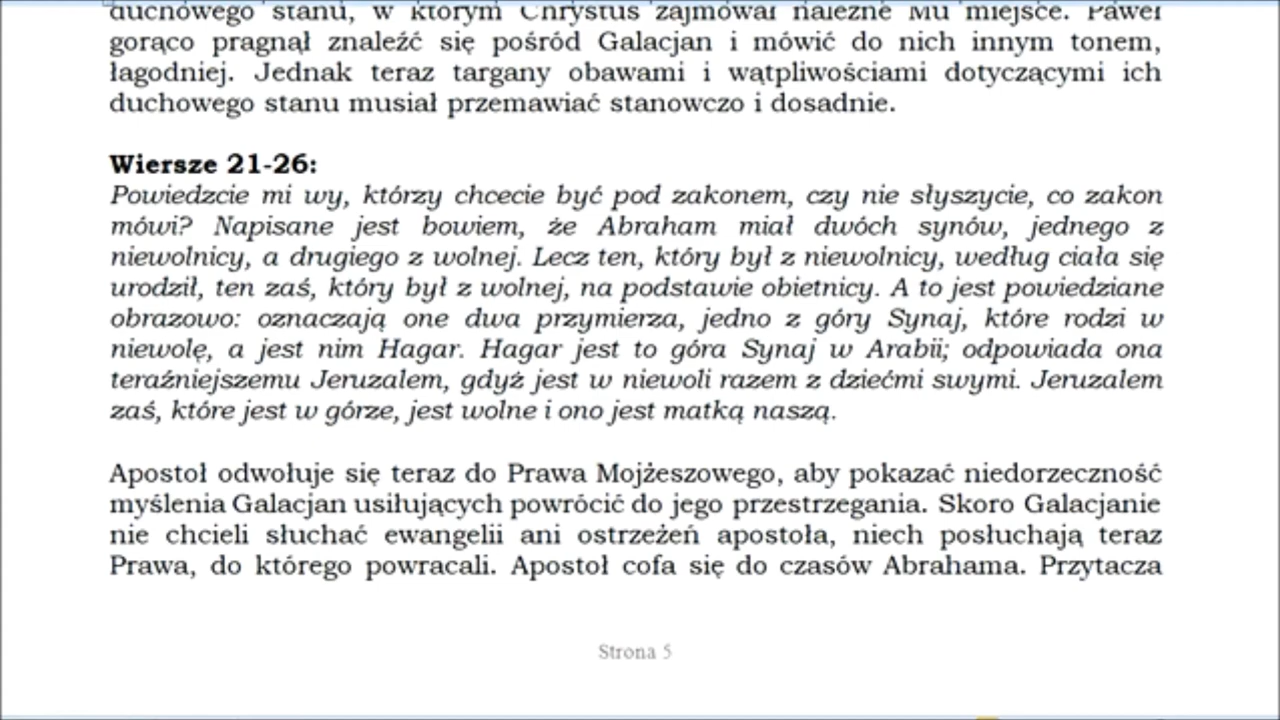 duchowego stanu, w którym Chrystus zajmował należne Mu miejsce. Paweł
gorąco pragnął znaleźć się pośród Galacjan i mówić do nich innym tonem,
łagodniej. Jednak teraz targany obawami i wątpliwościami dotyczącymi ich
duchowego stanu musiał przemawiać stanowczo i dosadnie.
Wiersze 21-26:
Powiedzcie mi wy, którzy chcecie być pod zakonem, czy nie słyszycie, co zakon
mówi? Napisane jest bowiem, że Abraham miał dwóch synów, jednego z
niewolnicy, a drugiego z wolnej. Lecz ten, który był z niewolnicy, według ciała się
urodził, ten zaś, który był z wolnej, na podstawie obietnicy. A to jest powiedziane
obrazowo: oznaczają one dwa przymierza, jedno z góry Synaj, które rodzi w
niewolę, a jest nim Hagar. Hagar jest to góra Synaj w Arabii; odpowiada ona
teraźniejszemu Jeruzalem, gdyż jest w niewoli razem z dziećmi swymi. Jeruzalem
zaś, które jest w górze, jest wolne i ono jest matką naszą.
Apostoł odwołuje się teraz do Prawa Mojżeszowego, aby pokazać niedorzeczność
myślenia Galacjan usiłujących powrócić do jego przestrzegania. Skoro Galacjanie
nie chcieli słuchać ewangelii ani ostrzeżeń apostoła, niech posłuchają teraz
Prawa, do którego powracali. Apostoł cofa się do czasów Abrahama. Przytacza
Strona 5